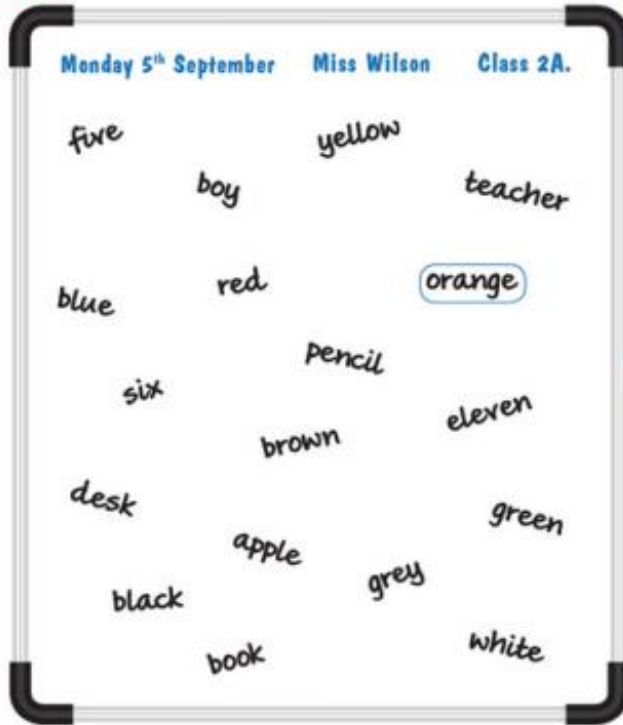 Monday 5th September Miss Wilson Class 2A.
five
yellow
boy
teacher
blue
red
orange
pencil
six
brown
eleven
desk
apple
green
black
grey
book
white